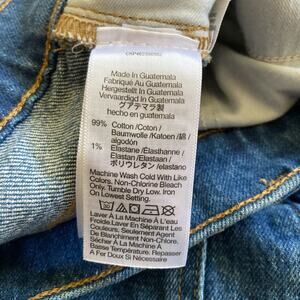 Made In Guatemala
Fabriqué Au Guatemala
Hergestellt In Guatemala
Vervaardigd in Guatemala
グアテマラ製
hecho en guatemala
99% Cotton /Coton /
Baumwolle /Katoen /綿 /
algodón
1% Elastane /Élasthanne /
Elastan /Elastaan /
ポリウレタン /elastano
Machine Wash Cold With Like
Colors, Non-Chlorine Bleach
Only. Tumble Dry Low. Iron
On Lowest Setting.
Laver À La Machine À L'eau
Froide. Laver En Séparant Les
Couleurs. Seulement Agent
De Blanchiment Sans Chlore.
Sécher À La Machine À
Basse Température. Repasser
À Fer Doux Si Nécessaire